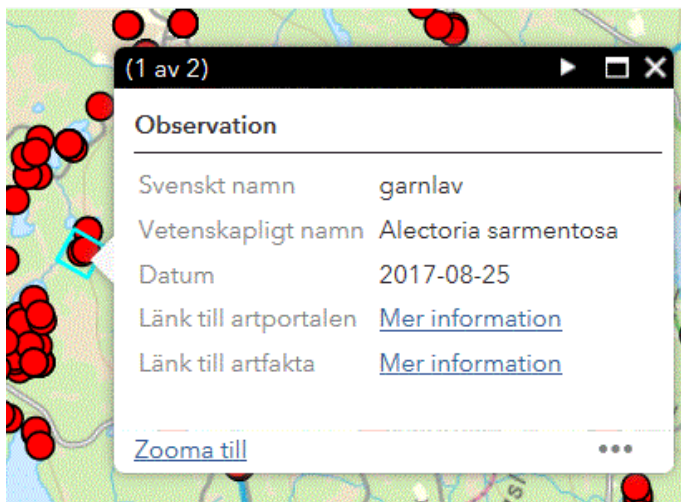 (1 av 2)
Observation
Svenskt namn garnlav
Vetenskapligt namn Alectoria sarmentosa
Datum 2017-08-25
Länk till artportalen Mer information
Länk till artfakta Mer information
Zooma till